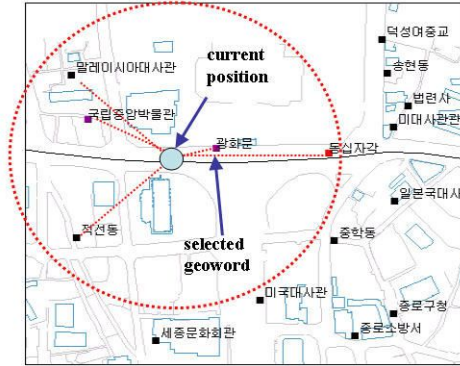 덕성여중교
current
position
말레이시아대사관
송현동
법련사
국립중앙박물관
미대사관관
광화문
동십자각
일본국대사
적선동
selected
geoword
중학동
미국대사관
종로구청
세종문화회관
종로소방서